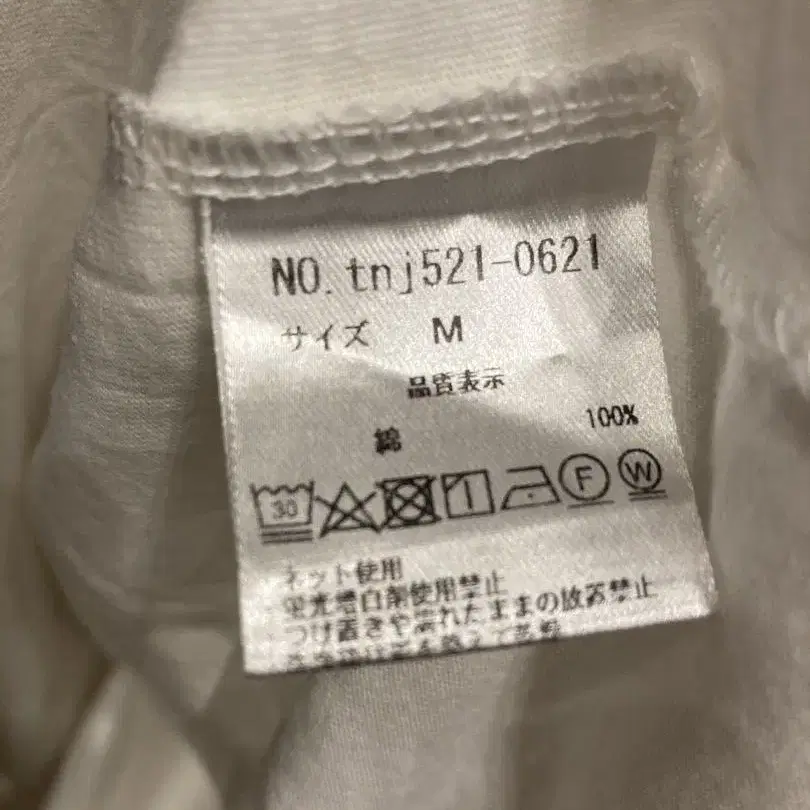 NO. tnj521-0621
サイズ M
品質表示
綿 100%
30 F W
ネット使用
蛍光増白剤使用禁止
つけ置きや濡れたままの放置禁止